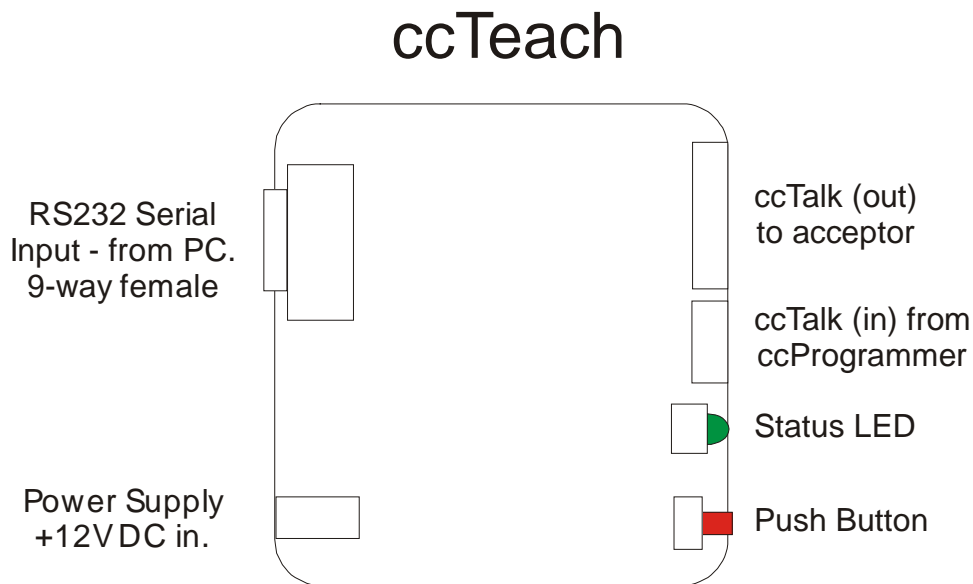 ccTeach
RS232 Serial
Input - from PC.
9-way female
Power Supply
+12V DC in.
ccTalk (out)
to acceptor
ccTalk (in) from
ccProgrammer
Status LED
Push Button